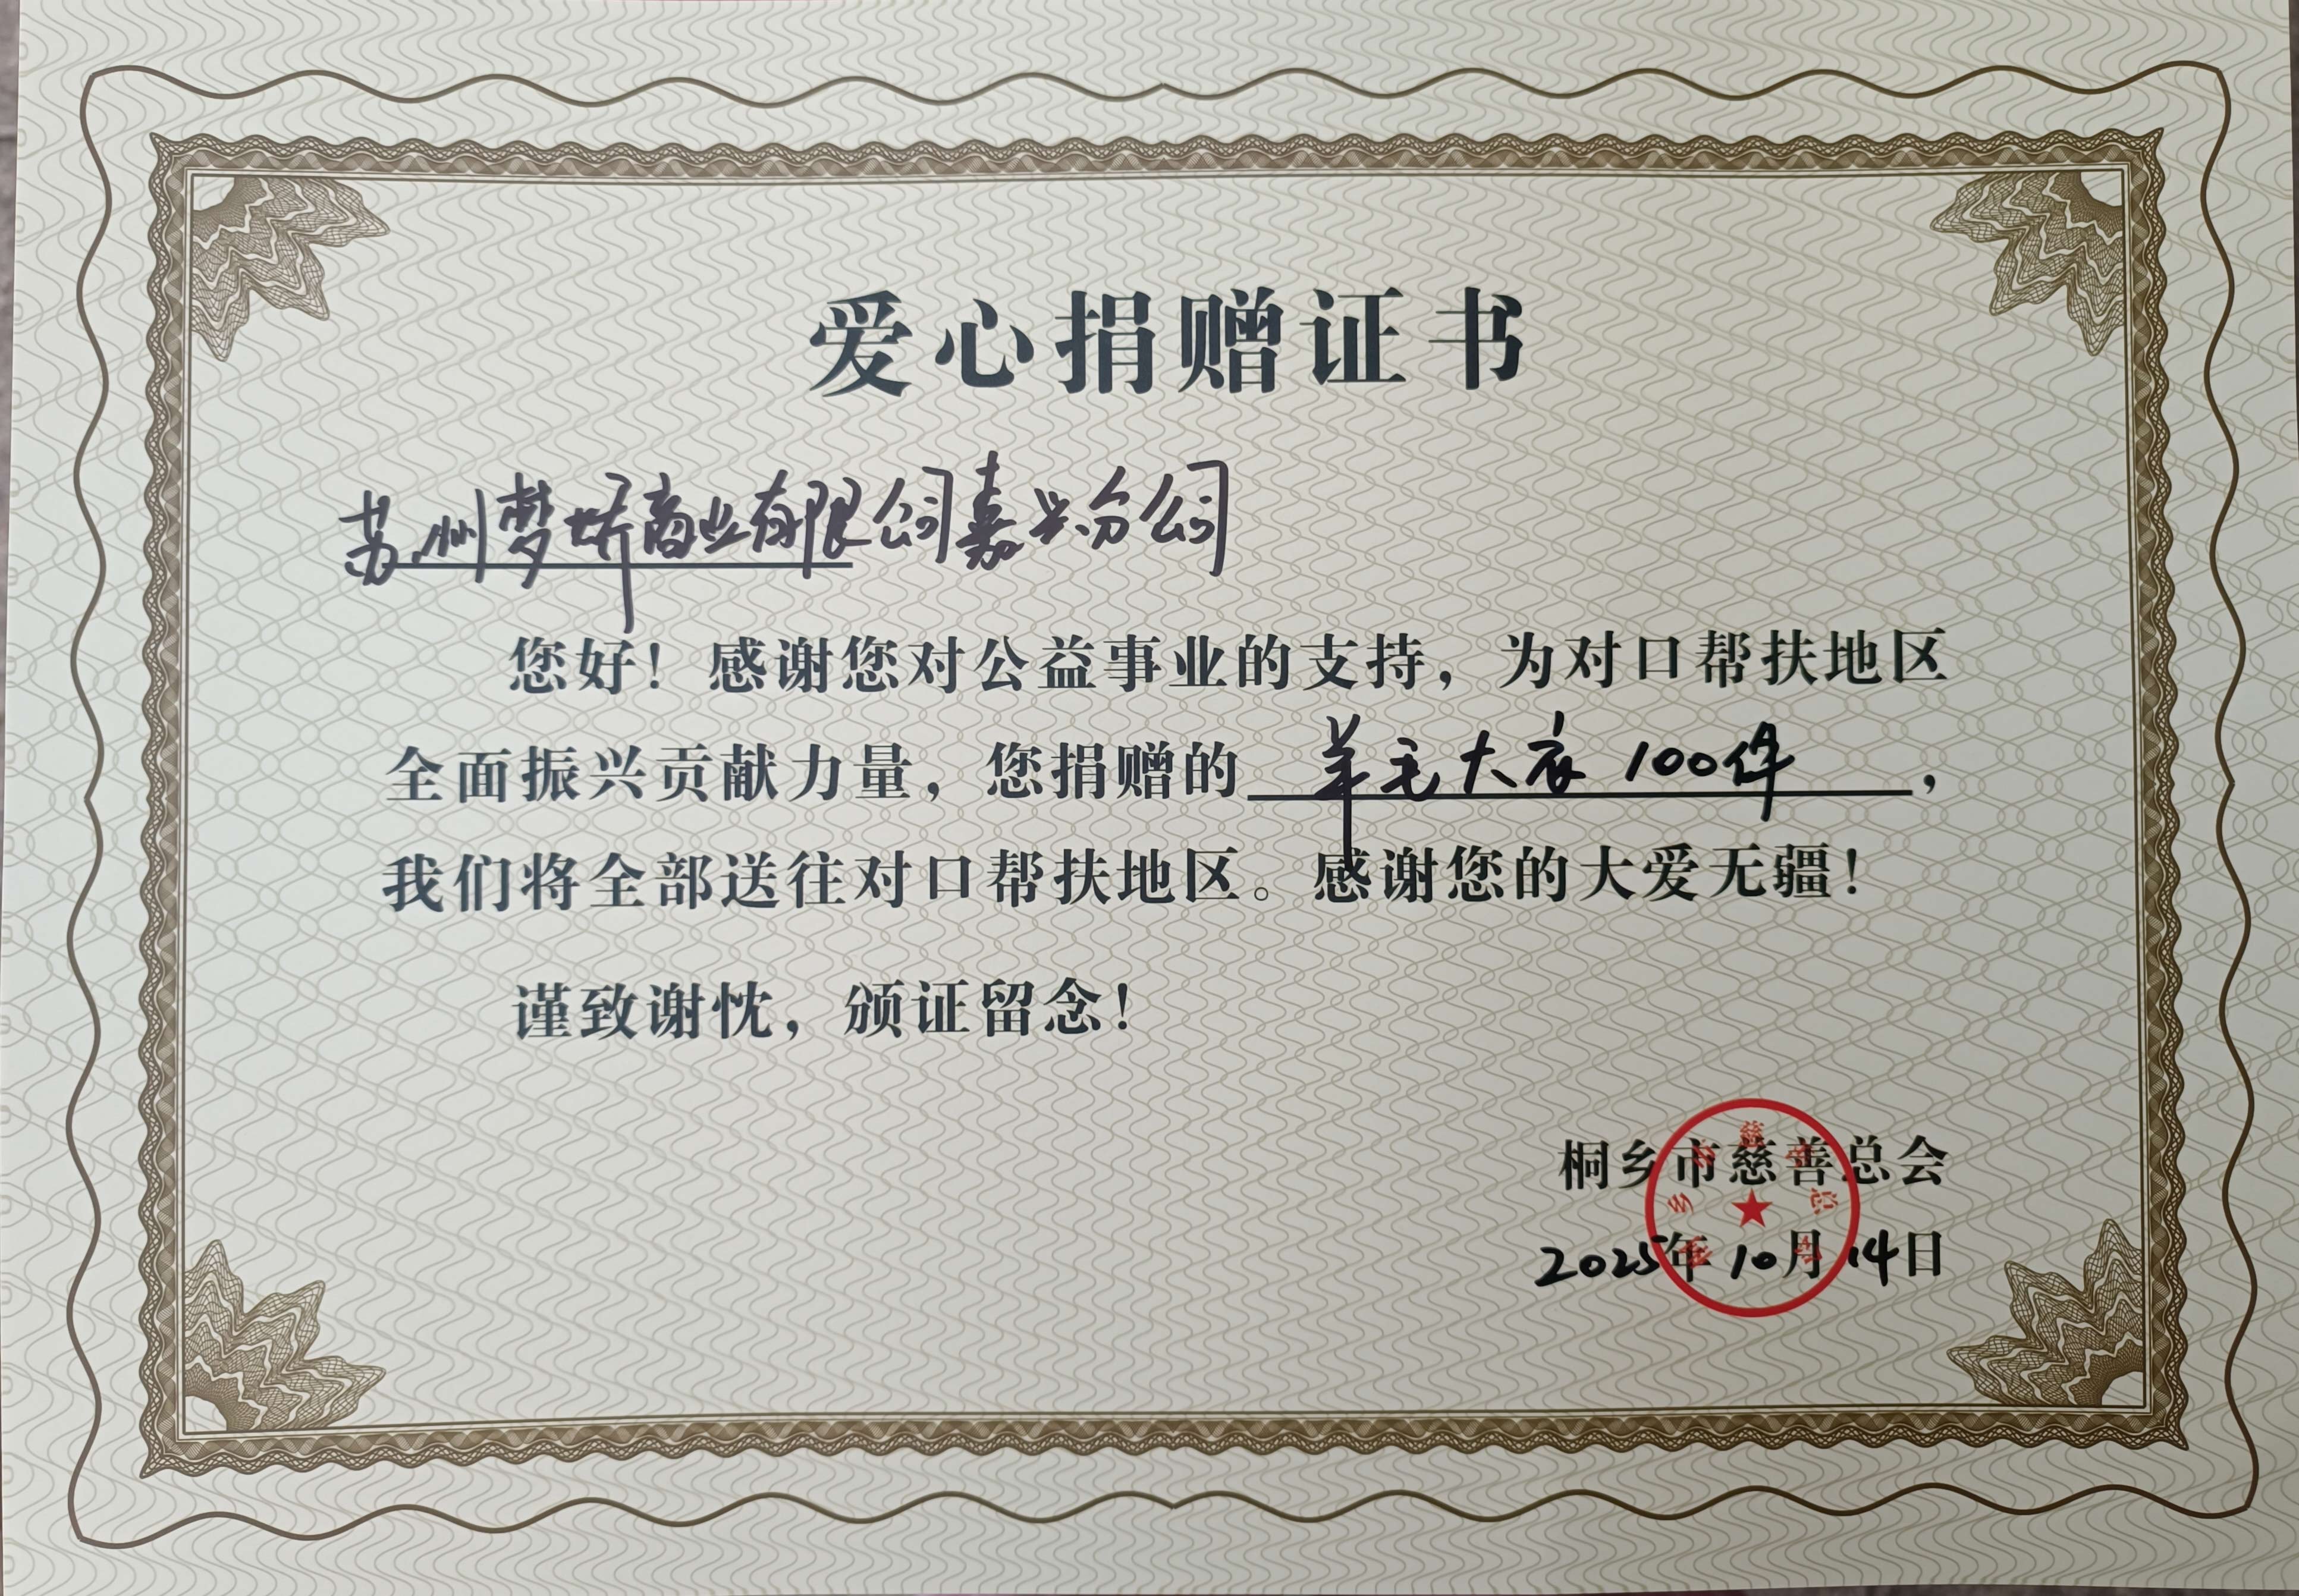 爱心捐赠证书
苏州梦娇商业有限公司嘉兴分公司
您好！感谢您对公益事业的支持，为对口帮扶地区
全面振兴贡献力量，您捐赠的 羊毛大衣 100件 ，
我们将全部送往对口帮扶地区。感谢您的大爱无疆！
谨致谢忱，颁证留念！
桐乡市慈善总会
2025年10月14日